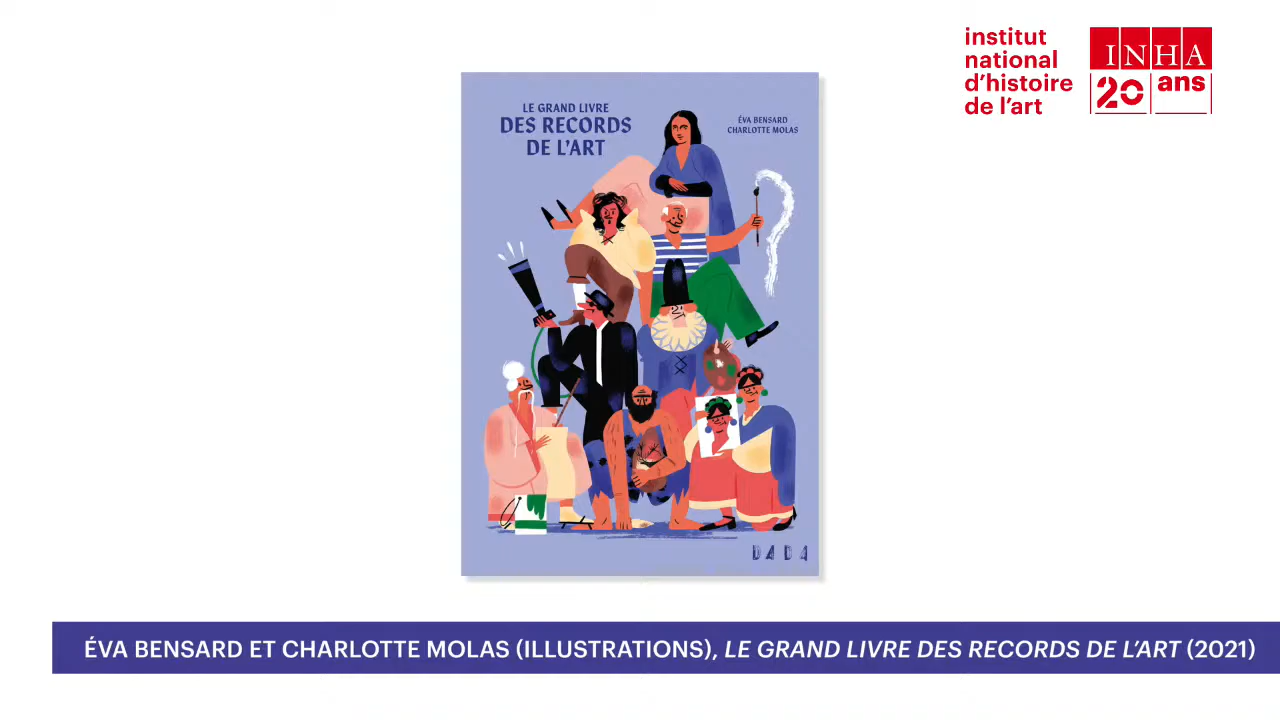 institut
national
d'histoire
de l'art
INHA
20 ans
LE GRAND LIVRE
DES RECORDS
DE L'ART
ÉVA BENSARD
CHARLOTTE MOLAS
DADA
ÉVA BENSARD ET CHARLOTTE MOLAS (ILLUSTRATIONS), LE GRAND LIVRE DES RECORDS DE L'ART (2021)